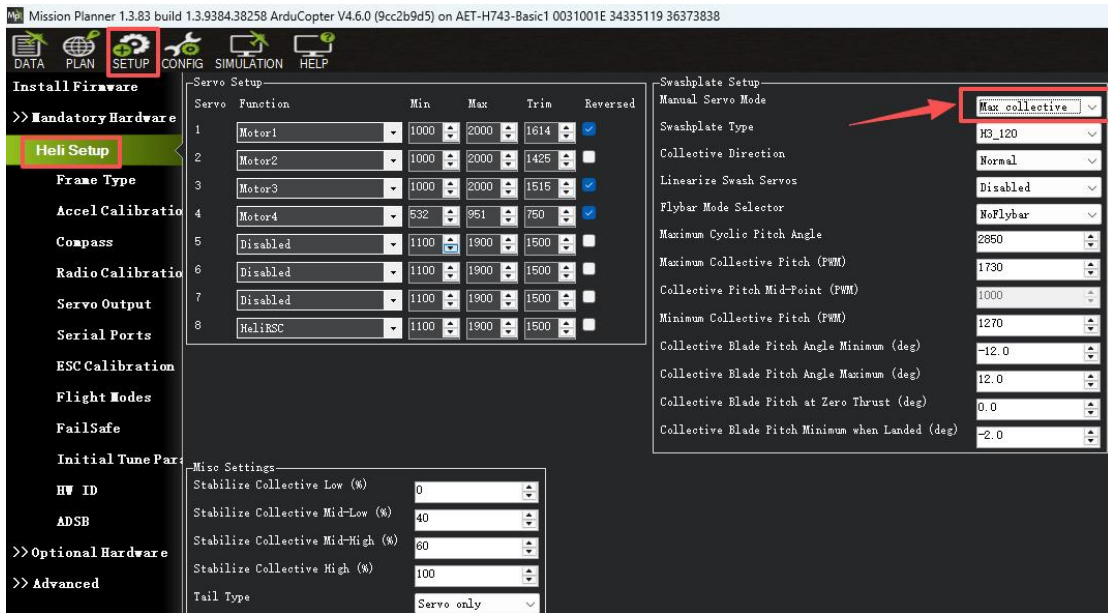 Mission Planner 1.3.83 build 1.3.9384.38258 ArduCopter V4.6.0 (9cc2b9d5) on AET-H743-Basic1 0031001E 34335119 36373838
DATA PLAN SETUP CONFIG SIMULATION HELP
Install Firmware
>> Mandatory Hardware
Heli Setup
Frame Type
Accel Calibratio
Compass
Radio Calibratio
Servo Output
Serial Ports
ESC Calibration
Flight Modes
FailSafe
Initial Tune Par
HW ID
ADSB
>> Optional Hardware
>> Advanced
Servo Setup
Servo Function Min Max Trim Reversed
1 Motor1 1000 2000 1614
2 Motor2 1000 2000 1425
3 Motor3 1000 2000 1515
4 Motor4 532 951 750
5 Disabled 1100 1900 1500
6 Disabled 1100 1900 1500
7 Disabled 1100 1900 1500
8 HeliRSC 1100 1900 1500
Swashplate Setup
Manual Servo Mode Max collective
Swashplate Type H3_120
Collective Direction Normal
Linearize Swash Servos Disabled
Flybar Mode Selector NoFlybar
Maximum Cyclic Pitch Angle 2850
Maximum Collective Pitch (PWM) 1730
Collective Pitch Mid-Point (PWM) 1000
Minimum Collective Pitch (PWM) 1270
Collective Blade Pitch Angle Minimum (deg) -12.0
Collective Blade Pitch Angle Maximum (deg) 12.0
Collective Blade Pitch at Zero Thrust (deg) 0.0
Collective Blade Pitch Minimum when Landed (deg) -2.0
Misc Settings
Stabilize Collective Low (%) 0
Stabilize Collective Mid-Low (%) 40
Stabilize Collective Mid-High (%) 60
Stabilize Collective High (%) 100
Tail Type Servo only